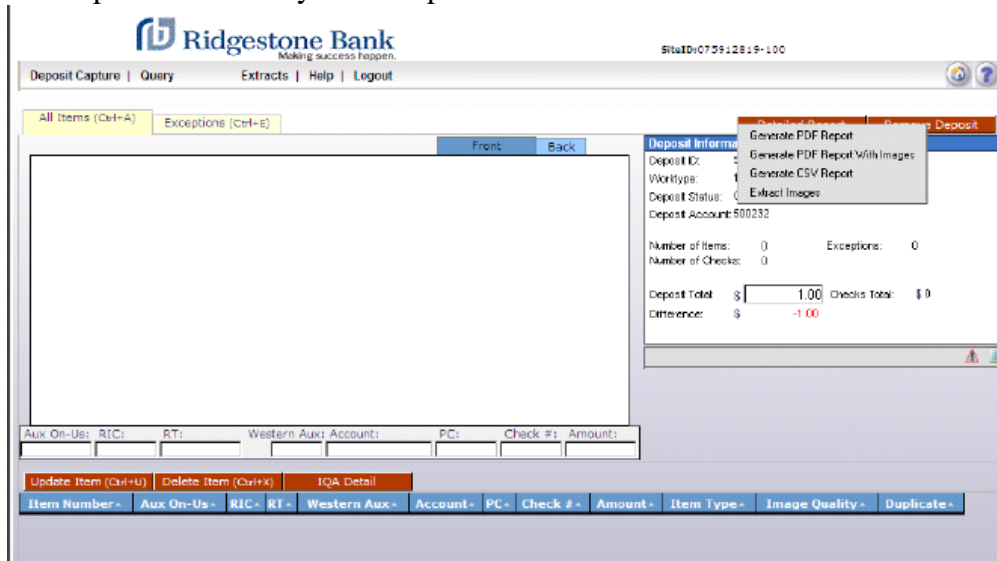 Ridgestone Bank
Making success happen.
SiteID:075912819-100
Deposit Capture | Query Extracts | Help | Logout
All Items (Ctrl+A) Exceptions (Ctrl+E)
Detailed Report Remove Deposit
Front Back
Deposit Informa
Generate PDF Report
Generate PDF Report With Images
Generate CSV Report
Extract Images
Deposit ID:
Worktype:
Deposit Status:
Deposit Account: 500232
Number of Items: 0 Exceptions: 0
Number of Checks: 0
Deposit Total $ 1.00 Checks Total: $ 0
Difference: $ -1.00
Aux On-Us: RIC: RT: Western Aux: Account: PC: Check #: Amount:
Update Item (Ctrl+U) Delete Item (Ctrl+X) IQA Detail
Item Number Aux On-Us RIC RT Western Aux Account PC Check # Amount Item Type Image Quality Duplicate